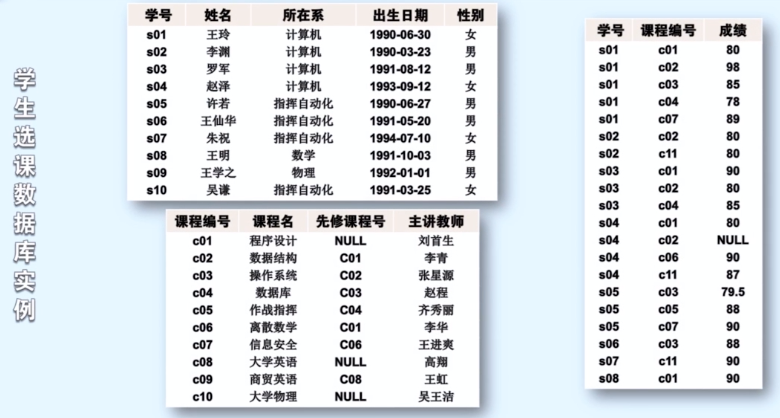 学生选课数据库实例
学号 姓名 所在系 出生日期 性别
s01 王玲 计算机 1990-06-30 女
s02 李渊 计算机 1990-03-23 男
s03 罗军 计算机 1991-08-12 男
s04 赵泽 计算机 1993-09-12 女
s05 许若 指挥自动化 1990-06-27 男
s06 王仙华 指挥自动化 1991-05-20 男
s07 朱祝 指挥自动化 1994-07-10 女
s08 王明 数学 1991-10-03 男
s09 王学之 物理 1992-01-01 男
s10 吴谦 指挥自动化 1991-03-25 女
课程编号 课程名 先修课程号 主讲教师
c01 程序设计 NULL 刘首生
c02 数据结构 C01 李青
c03 操作系统 C02 张星源
c04 数据库 C03 赵程
c05 作战指挥 C04 齐秀丽
c06 离散数学 C01 李华
c07 信息安全 C06 王进爽
c08 大学英语 NULL 高翔
c09 商贸英语 C08 王虹
c10 大学物理 NULL 吴王洁
学号 课程编号 成绩
s01 c01 80
s01 c02 98
s01 c03 85
s01 c04 78
s01 c07 89
s02 c02 80
s02 c11 80
s03 c01 90
s03 c02 80
s03 c04 85
s04 c01 80
s04 c02 NULL
s04 c06 90
s04 c11 87
s05 c03 79.5
s05 c05 88
s05 c07 90
s06 c03 88
s07 c11 90
s08 c01 90